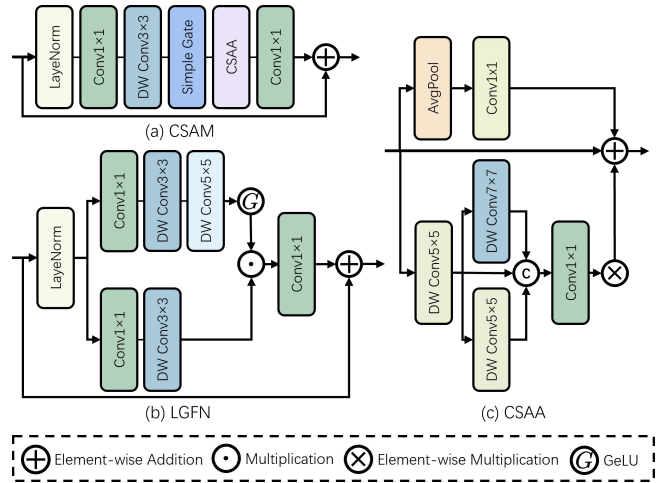 LayeNorm
Conv1×1
DW Conv3×3
Simple Gate
CSAA
Conv1×1
(a) CSAM
LayeNorm
Conv1×1
DW Conv3×3
DW Conv5×5
G
Conv1×1
DW Conv3×3
Conv1×1
(b) LGFN
AvgPool
Conv1x1
DW Conv5×5
DW Conv7×7
DW Conv5×5
C
Conv1×1
(c) CSAA
Element-wise Addition
Multiplication
Element-wise Multiplication
G GeLU